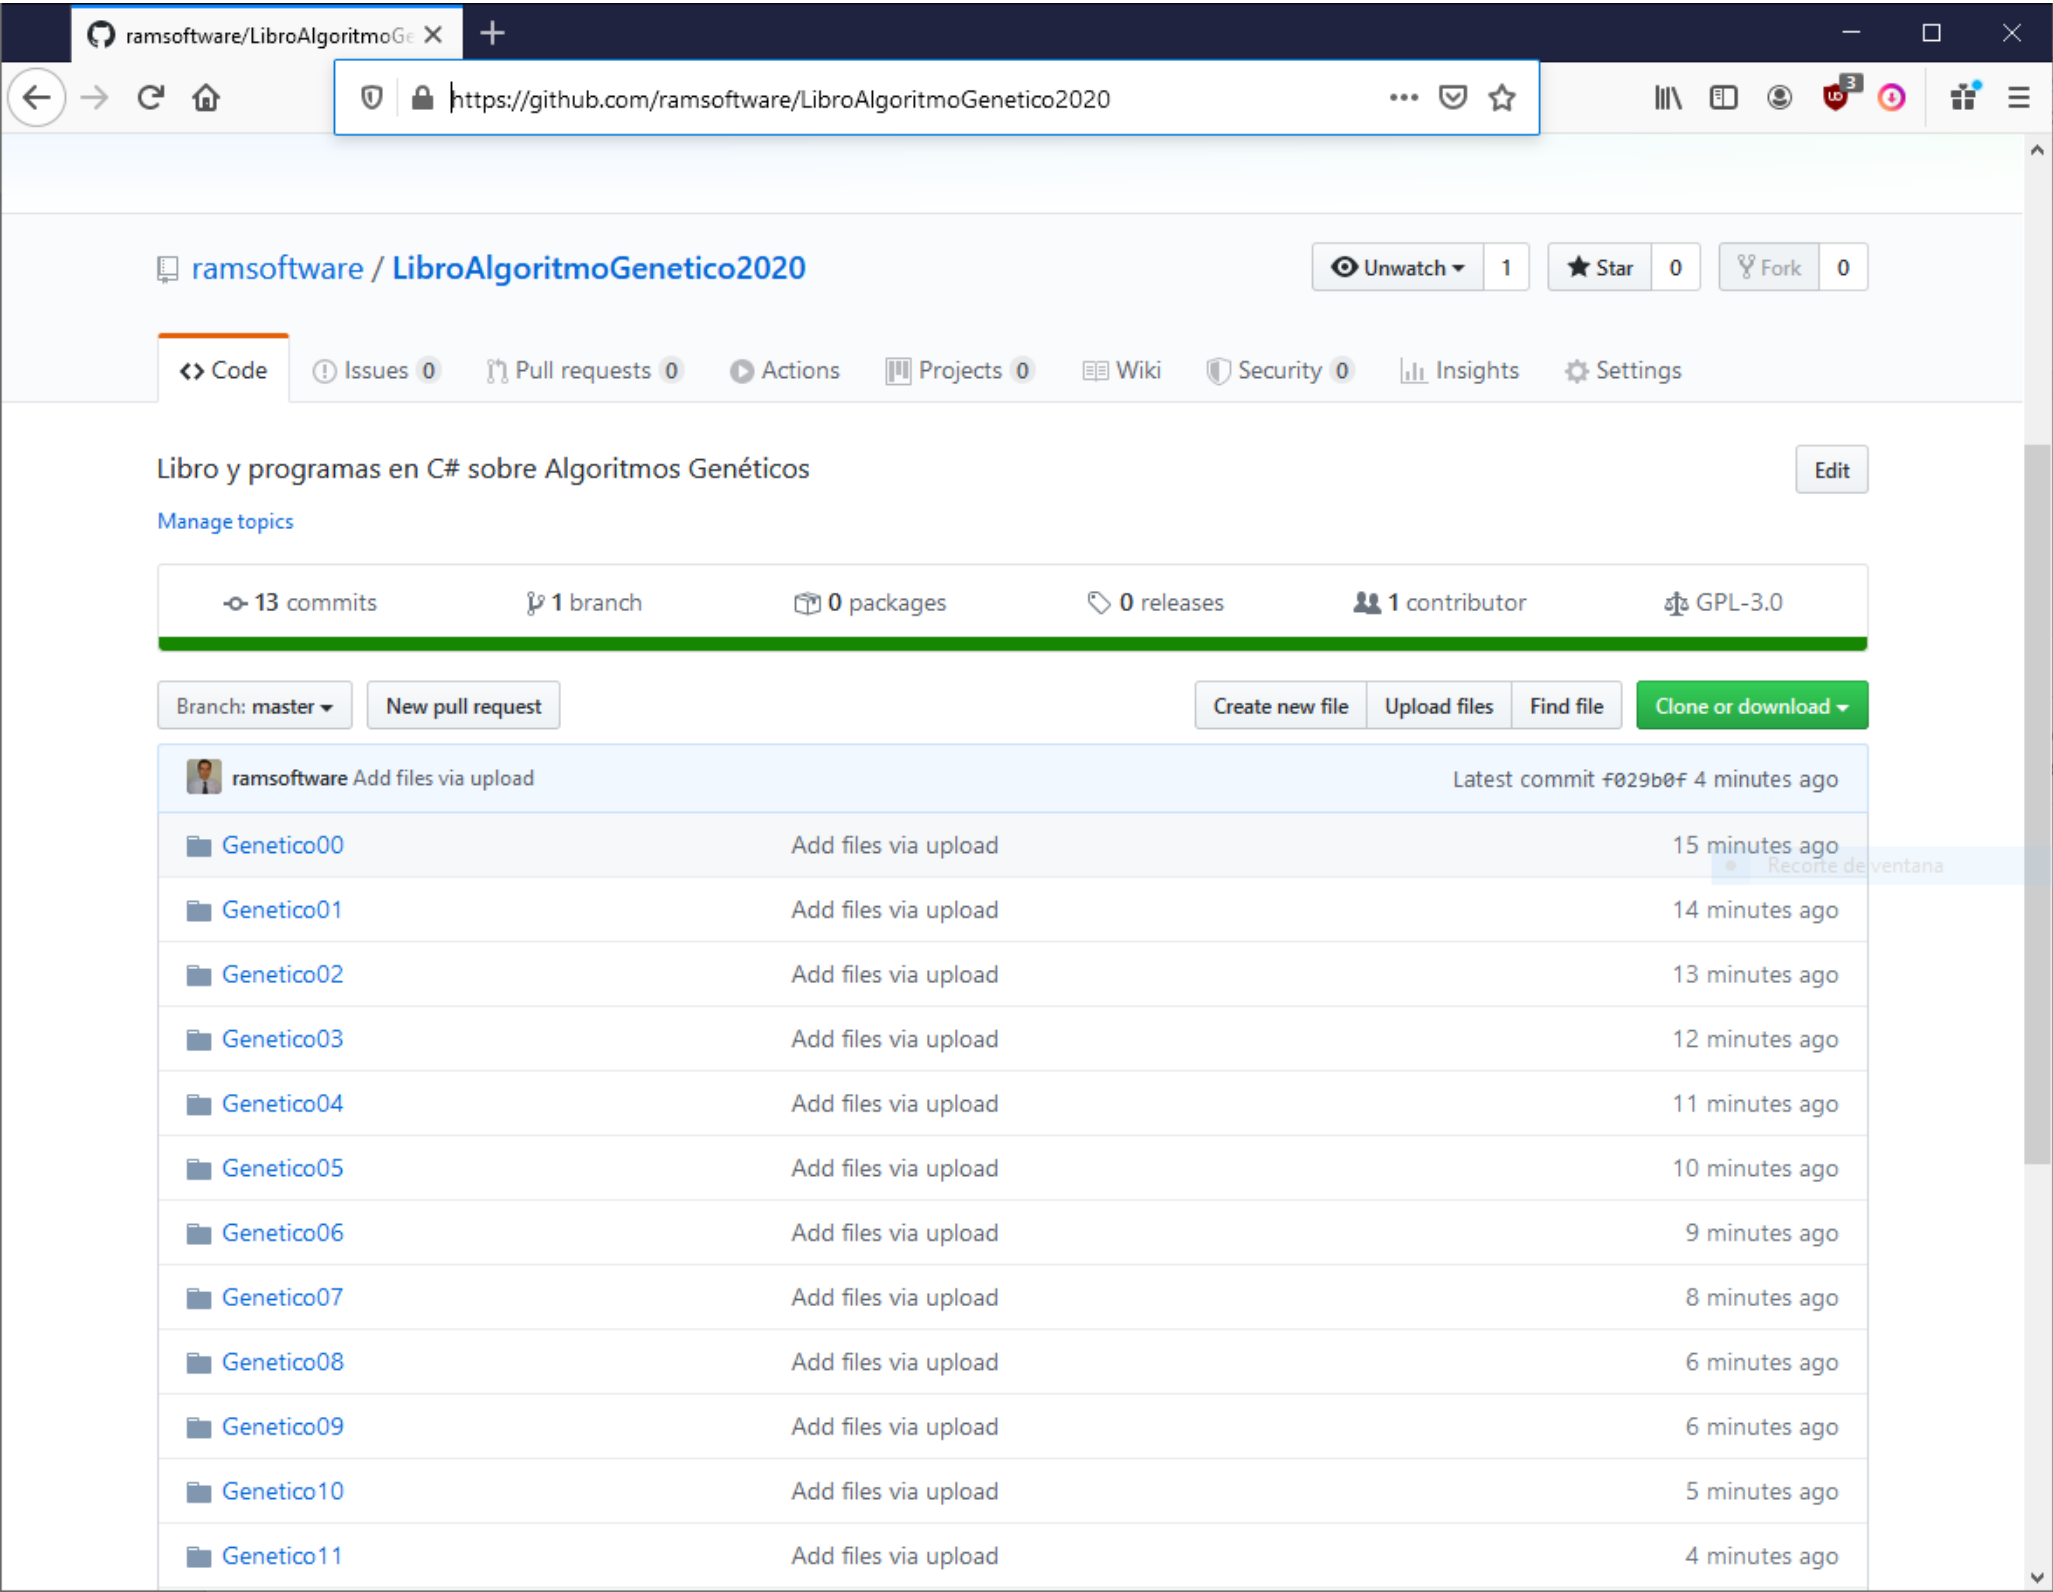 ramsoftware/LibroAlgoritmoGe
https://github.com/ramsoftware/LibroAlgoritmoGenetico2020
3
ramsoftware / LibroAlgoritmoGenetico2020
Unwatch 1 Star 0 Fork 0
Code Issues 0 Pull requests 0 Actions Projects 0 Wiki Security 0 Insights Settings
Libro y programas en C# sobre Algoritmos Genéticos
Edit
Manage topics
13 commits 1 branch 0 packages 0 releases 1 contributor GPL-3.0
Branch: master New pull request Create new file Upload files Find file Clone or download
ramsoftware Add files via upload Latest commit f029b0f 4 minutes ago
Genetico00 Add files via upload 15 minutes ago
Recorte de ventana
Genetico01 Add files via upload 14 minutes ago
Genetico02 Add files via upload 13 minutes ago
Genetico03 Add files via upload 12 minutes ago
Genetico04 Add files via upload 11 minutes ago
Genetico05 Add files via upload 10 minutes ago
Genetico06 Add files via upload 9 minutes ago
Genetico07 Add files via upload 8 minutes ago
Genetico08 Add files via upload 6 minutes ago
Genetico09 Add files via upload 6 minutes ago
Genetico10 Add files via upload 5 minutes ago
Genetico11 Add files via upload 4 minutes ago